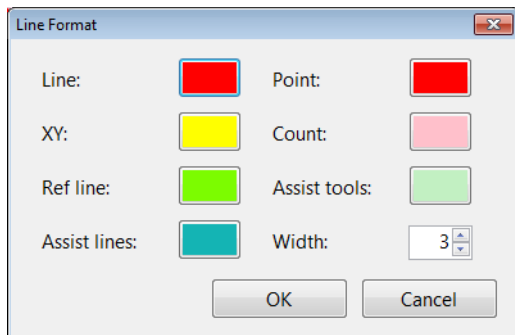 Line Format
Line: Point:
XY: Count:
Ref line: Assist tools:
Assist lines: Width: 3
OK Cancel